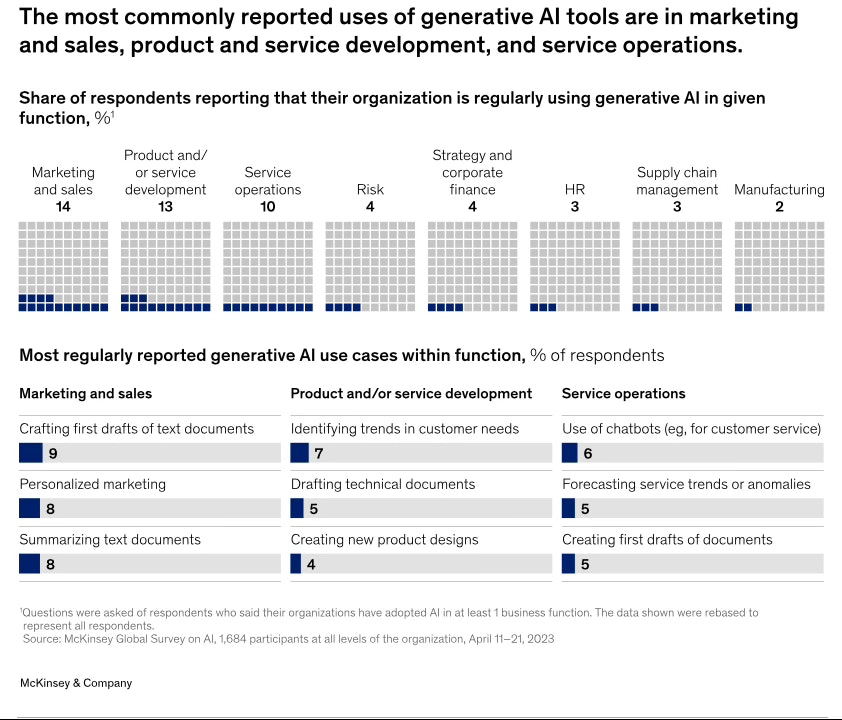 The most commonly reported uses of generative AI tools are in marketing
and sales, product and service development, and service operations.
Share of respondents reporting that their organization is regularly using generative AI in given
function, %¹
Marketing
and sales
14
Product and/
or service
development
13
Service
operations
10
Risk
4
Strategy and
corporate
finance
4
HR
3
Supply chain
management
3
Manufacturing
2
Most regularly reported generative AI use cases within function, % of respondents
Marketing and sales
Crafting first drafts of text documents
9
Personalized marketing
8
Summarizing text documents
8
Product and/or service development
Identifying trends in customer needs
7
Drafting technical documents
5
Creating new product designs
4
Service operations
Use of chatbots (eg, for customer service)
6
Forecasting service trends or anomalies
5
Creating first drafts of documents
5
¹Questions were asked of respondents who said their organizations have adopted AI in at least 1 business function. The data shown were rebased to
represent all respondents.
Source: McKinsey Global Survey on AI, 1,684 participants at all levels of the organization, April 11–21, 2023
McKinsey & Company